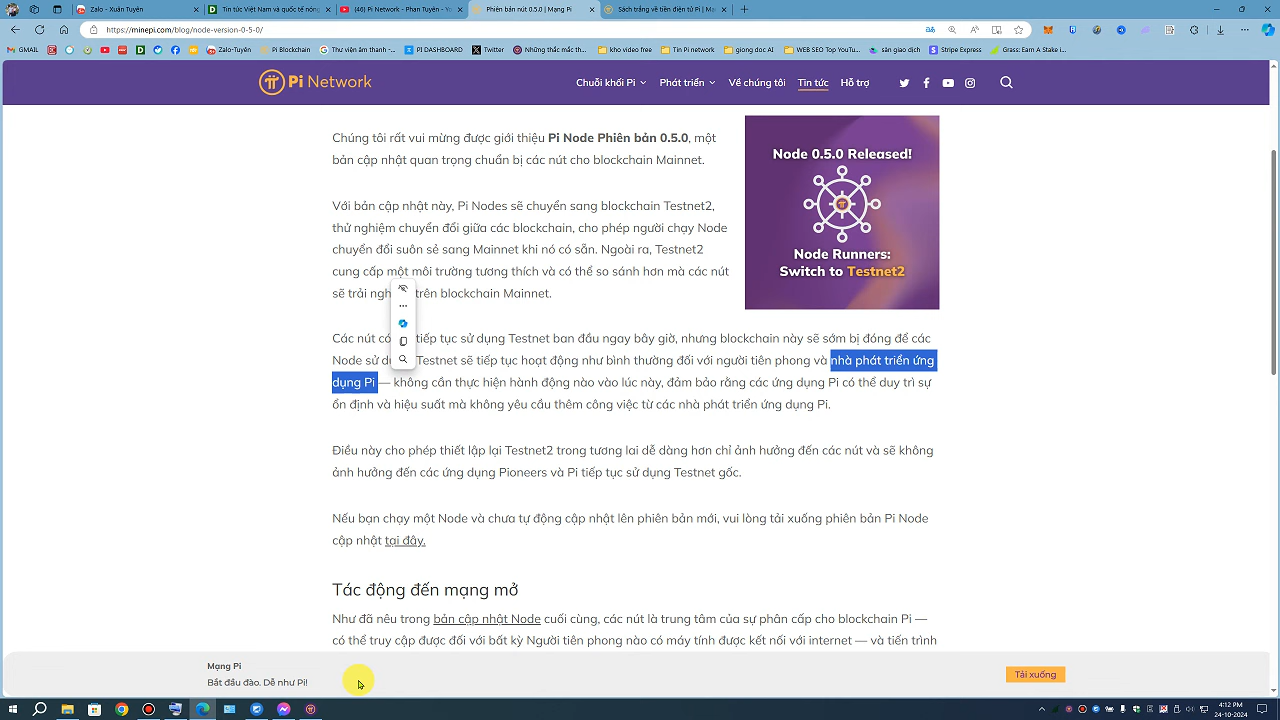 Zalo - Xuân Tuyên
Tin tức Việt Nam và quốc tế nóng
(46) Pi Network - Phan Tuyên - Y
Phiên bản nút 0.5.0 | Mạng Pi
Sách trắng về tiền điện tử Pi | Ma
https://minepi.com/blog/node-version-0-5-0/
GMAIL
Zalo-Tuyên
Pi Blockchain
Thư viện âm thanh -...
PI DASHBOARD
Twitter
Những thắc mắc th...
kho video free
Tin Pi network
giong doc AI
WEB SEO Top YouTu...
sàn giao dịch
Stripe Express
Grass: Earn A Stake i...
Pi Network
Chuỗi khối Pi
Phát triển
Về chúng tôi
Tin tức
Hỗ trợ
Chúng tôi rất vui mừng được giới thiệu Pi Node Phiên bản 0.5.0, một
bản cập nhật quan trọng chuẩn bị các nút cho blockchain Mainnet.
Với bản cập nhật này, Pi Nodes sẽ chuyển sang blockchain Testnet2,
thử nghiệm chuyển đổi giữa các blockchain, cho phép người chạy Node
chuyển đổi suôn sẻ sang Mainnet khi nó có sẵn. Ngoài ra, Testnet2
cung cấp một môi trường tương thích và có thể so sánh hơn mà các nút
sẽ trải ngh trên blockchain Mainnet.
Node 0.5.0 Released!
Node Runners:
Switch to Testnet2
Các nút có tiếp tục sử dụng Testnet ban đầu ngay bây giờ, nhưng blockchain này sẽ sớm bị đóng để các
Node sử dụ Testnet sẽ tiếp tục hoạt động như bình thường đối với người tiên phong và nhà phát triển ứng
dụng Pi — không cần thực hiện hành động nào vào lúc này, đảm bảo rằng các ứng dụng Pi có thể duy trì sự
ổn định và hiệu suất mà không yêu cầu thêm công việc từ các nhà phát triển ứng dụng Pi.
Điều này cho phép thiết lập lại Testnet2 trong tương lai dễ dàng hơn chỉ ảnh hưởng đến các nút và sẽ không
ảnh hưởng đến các ứng dụng Pioneers và Pi tiếp tục sử dụng Testnet gốc.
Nếu bạn chạy một Node và chưa tự động cập nhật lên phiên bản mới, vui lòng tải xuống phiên bản Pi Node
cập nhật tại đây.
Tác động đến mạng mở
Như đã nêu trong bản cập nhật Node cuối cùng, các nút là trung tâm của sự phân cấp cho blockchain Pi —
có thể truy cập được đối với bất kỳ Người tiên phong nào có máy tính được kết nối với internet — và tiến trình
Mạng Pi
Bắt đầu đào. Dễ như Pi!
Tải xuống
4:12 PM
24-10-2024